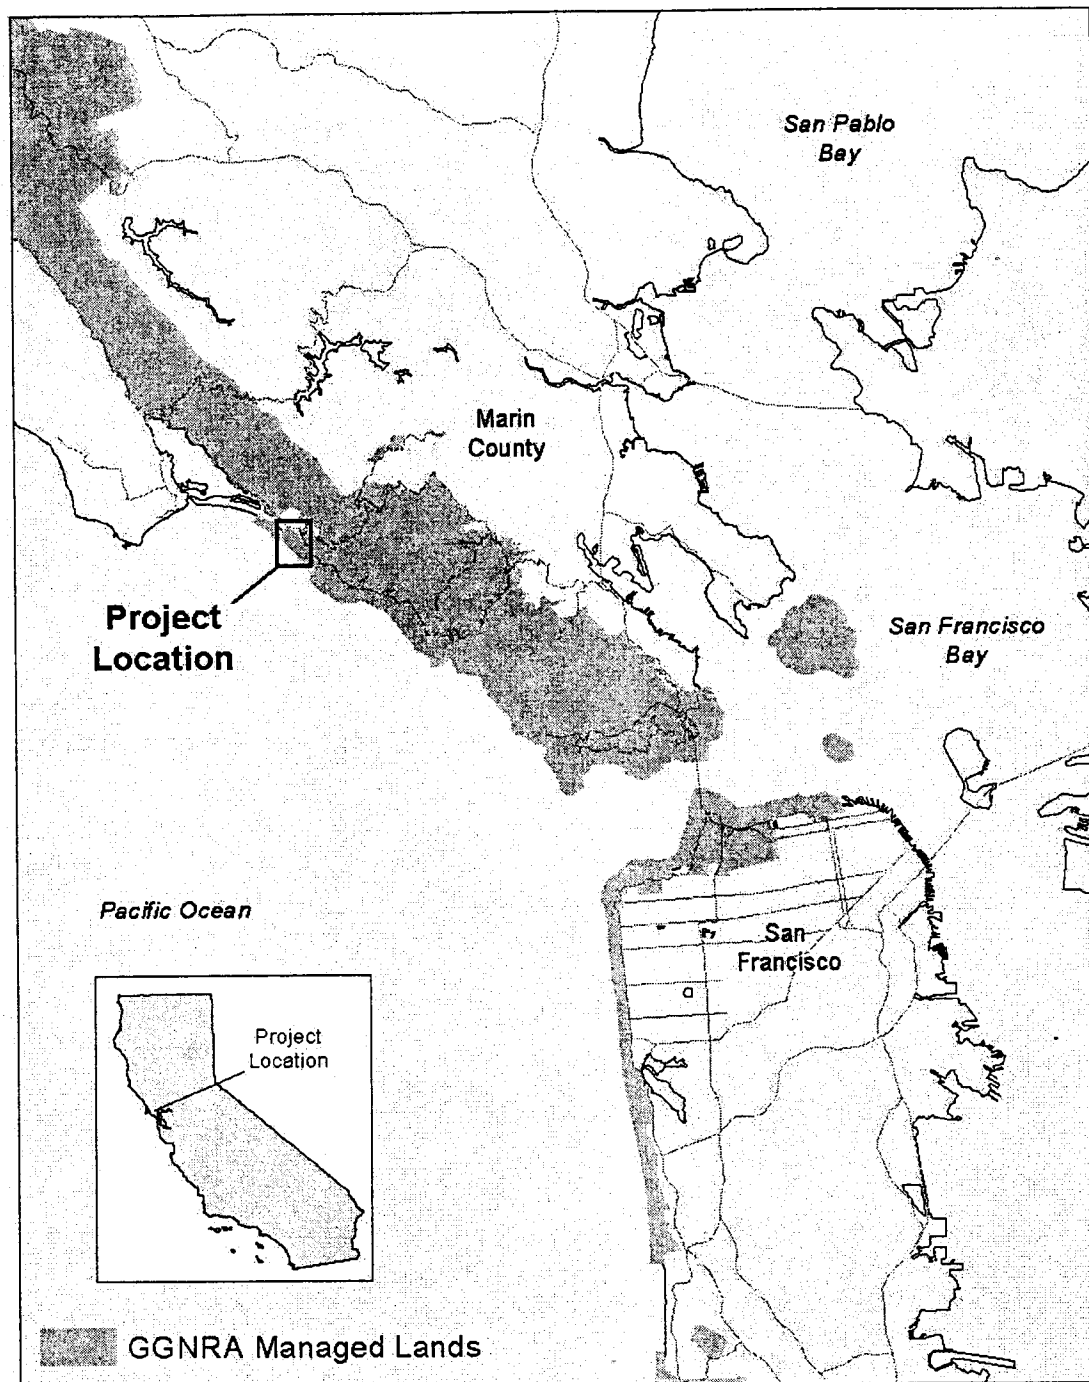 San Pablo
Bay
Marin
County
Project
Location
San Francisco
Bay
Pacific Ocean
San
Francisco
Project
Location
GGNRA Managed Lands